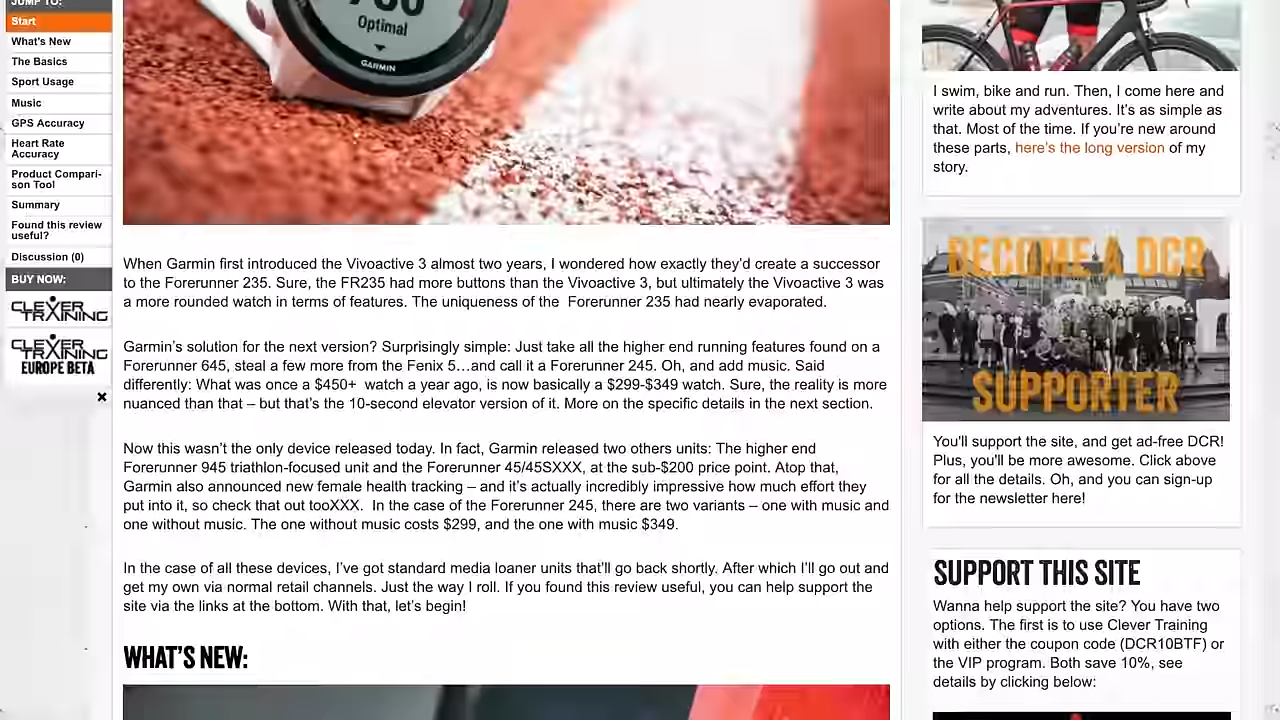 JUMP TO:
Start
What's New
The Basics
Sport Usage
Music
GPS Accuracy
Heart Rate
Accuracy
Product Compari-
son Tool
Summary
Found this review
useful?
Discussion (0)
BUY NOW:
CLEVER
TRAINING
CLEVER
TRAINING
EUROPE BETA
Optimal
GARMIN
When Garmin first introduced the Vivoactive 3 almost two years, I wondered how exactly they'd create a successor
to the Forerunner 235. Sure, the FR235 had more buttons than the Vivoactive 3, but ultimately the Vivoactive 3 was
a more rounded watch in terms of features. The uniqueness of the  Forerunner 235 had nearly evaporated.
Garmin's solution for the next version? Surprisingly simple: Just take all the higher end running features found on a
Forerunner 645, steal a few more from the Fenix 5…and call it a Forerunner 245. Oh, and add music. Said
differently: What was once a $450+  watch a year ago, is now basically a $299-$349 watch. Sure, the reality is more
nuanced than that – but that's the 10-second elevator version of it. More on the specific details in the next section.
Now this wasn't the only device released today. In fact, Garmin released two others units: The higher end
Forerunner 945 triathlon-focused unit and the Forerunner 45/45SXXX, at the sub-$200 price point. Atop that,
Garmin also announced new female health tracking – and it's actually incredibly impressive how much effort they
put into it, so check that out tooXXX.  In the case of the Forerunner 245, there are two variants – one with music and
one without music. The one without music costs $299, and the one with music $349.
In the case of all these devices, I've got standard media loaner units that'll go back shortly. After which I'll go out and
get my own via normal retail channels. Just the way I roll. If you found this review useful, you can help support the
site via the links at the bottom. With that, let's begin!
WHAT'S NEW:
I swim, bike and run. Then, I come here and
write about my adventures. It's as simple as
that. Most of the time. If you're new around
these parts, here's the long version of my
story.
BECOME A DCR
SUPPORTER
You'll support the site, and get ad-free DCR!
Plus, you'll be more awesome. Click above
for all the details. Oh, and you can sign-up
for the newsletter here!
SUPPORT THIS SITE
Wanna help support the site? You have two
options. The first is to use Clever Training
with either the coupon code (DCR10BTF) or
the VIP program. Both save 10%, see
details by clicking below: